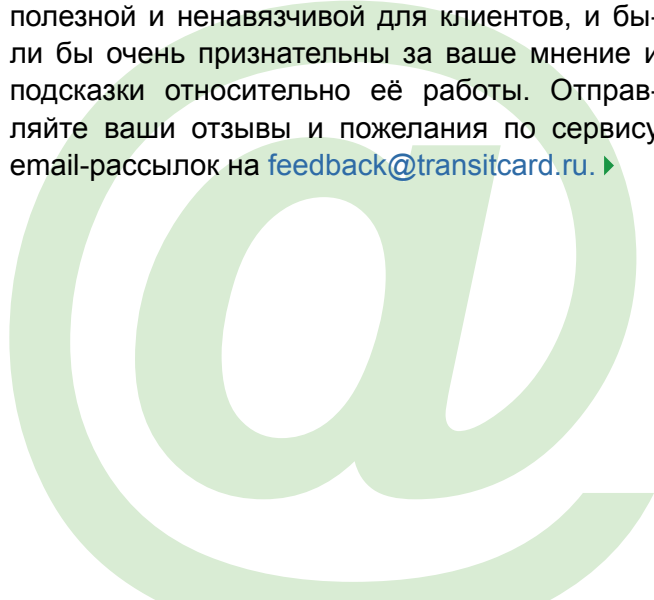 полезной и ненавязчивой для клиентов, и бы-
ли бы очень признательны за ваше мнение и
подсказки относительно её работы. Отправ-
ляйте ваши отзывы и пожелания по сервису
email-рассылок на feedback@transitcard.ru.
@